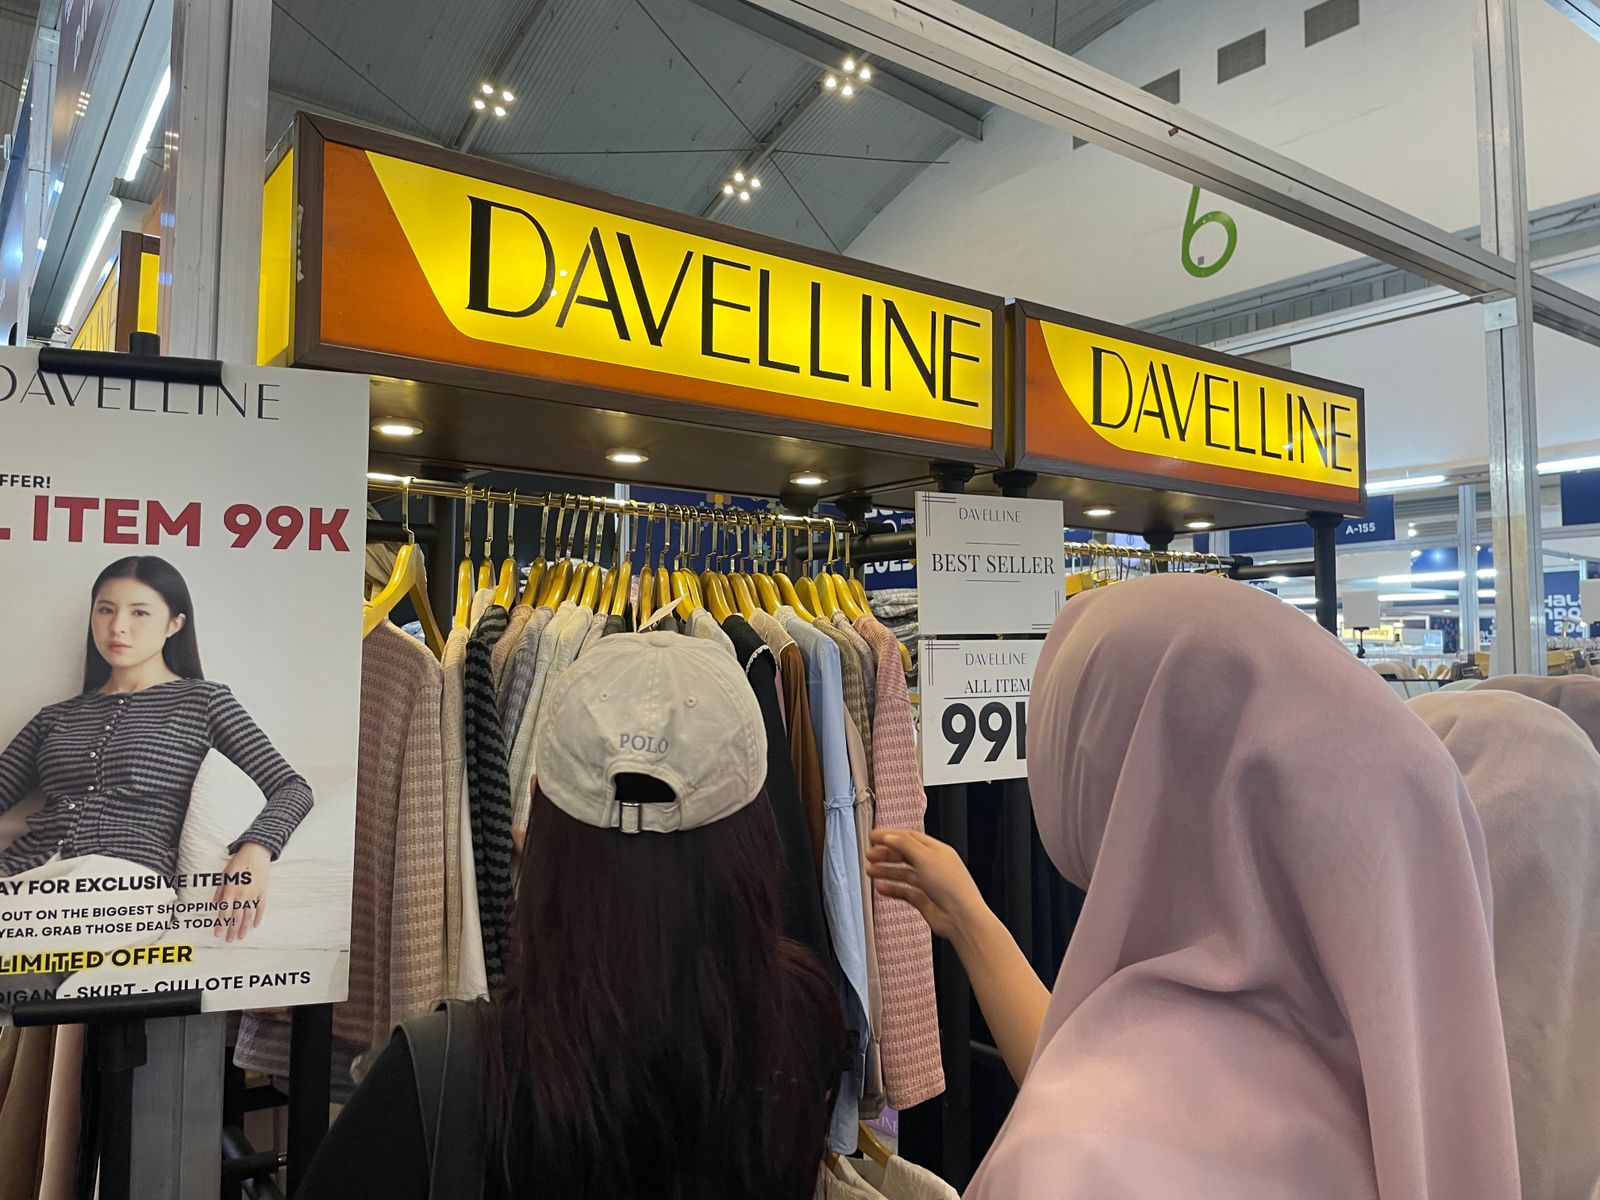 DAVELLINE
DAVELLINE
DAVELLINE
FFER!
ITEM 99K
AY FOR EXCLUSIVE ITEMS
OUT ON THE BIGGEST SHOPPING DAY
YEAR. GRAB THOSE DEALS TODAY!
LIMITED OFFER
DIGAN - SKIRT - CULLOTE PANTS
DAVELLINE
BEST SELLER
DAVELLINE
ALL ITEM
99K
POLO
6
A-155